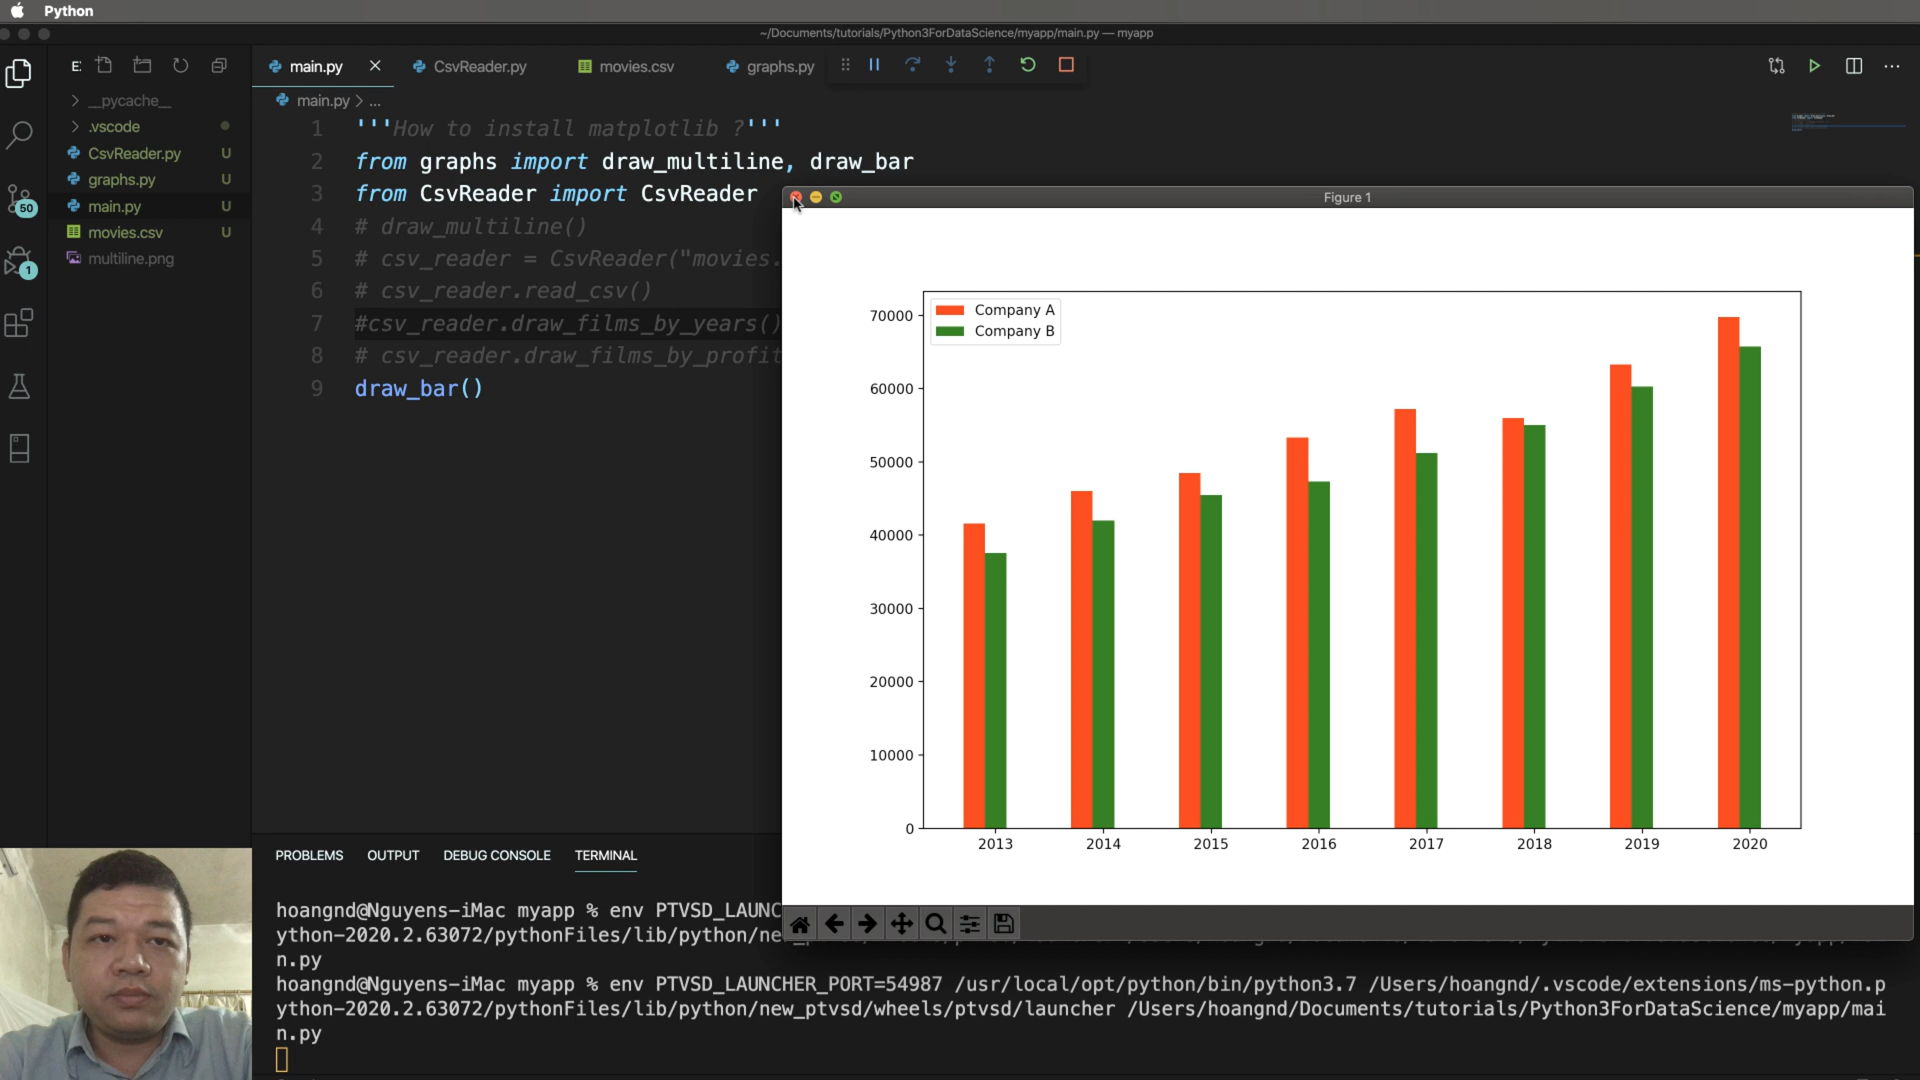 Python
~/Documents/tutorials/Python3ForDataScience/myapp/main.py — myapp
E:
main.py
CsvReader.py
movies.csv
graphs.py
main.py > ...
__pycache__
.vscode
CsvReader.py U
graphs.py U
main.py U
movies.csv U
multiline.png
50
1
1 '''How to install matplotlib ?'''
2 from graphs import draw_multiline, draw_bar
3 from CsvReader import CsvReader
4 # draw_multiline()
5 # csv_reader = CsvReader("movies.
6 # csv_reader.read_csv()
7 #csv_reader.draw_films_by_years()
8 # csv_reader.draw_films_by_profit
9 draw_bar()
Figure 1
Company A
Company B
70000
60000
50000
40000
30000
20000
10000
0
2013 2014 2015 2016 2017 2018 2019 2020
PROBLEMS OUTPUT DEBUG CONSOLE TERMINAL
hoangnd@Nguyens-iMac myapp % env PTVSD_LAUNC
ython-2020.2.63072/pythonFiles/lib/python/ne
n.py
hoangnd@Nguyens-iMac myapp % env PTVSD_LAUNCHER_PORT=54987 /usr/local/opt/python/bin/python3.7 /Users/hoangnd/.vscode/extensions/ms-python.p
ython-2020.2.63072/pythonFiles/lib/python/new_ptvsd/wheels/ptvsd/launcher /Users/hoangnd/Documents/tutorials/Python3ForDataScience/myapp/mai
n.py